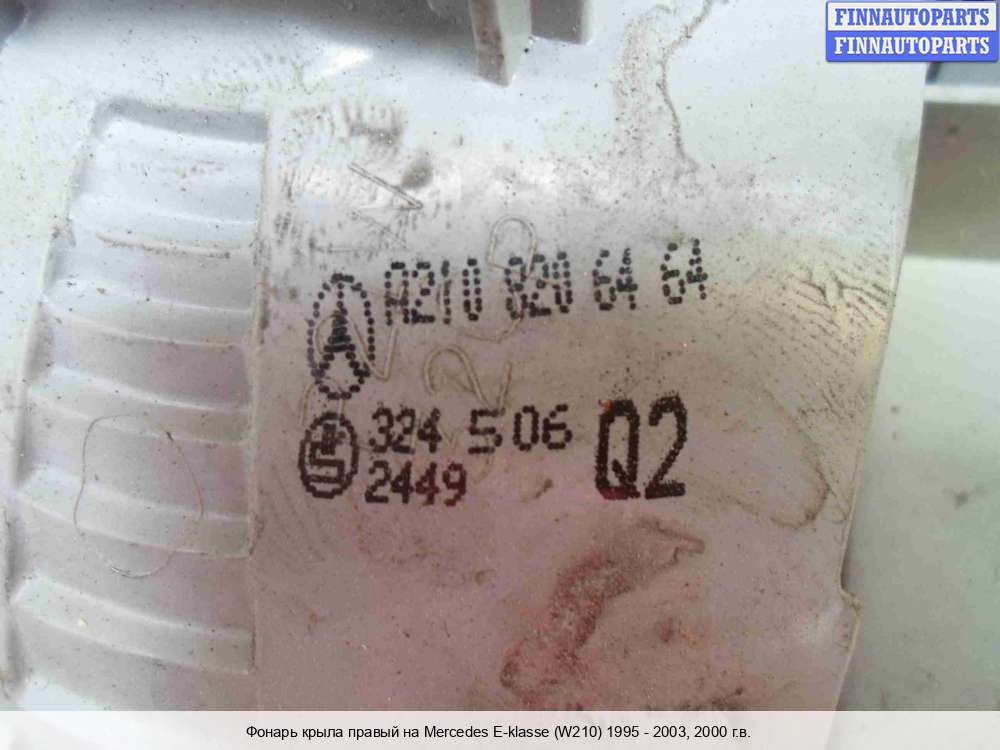 FINNAUTOPARTS
FINNAUTOPARTS
A210 820 64 64
324 S 06 Q2
2449
Фонарь крыла правый на Mercedes E-klasse (W210) 1995 - 2003, 2000 г.в.